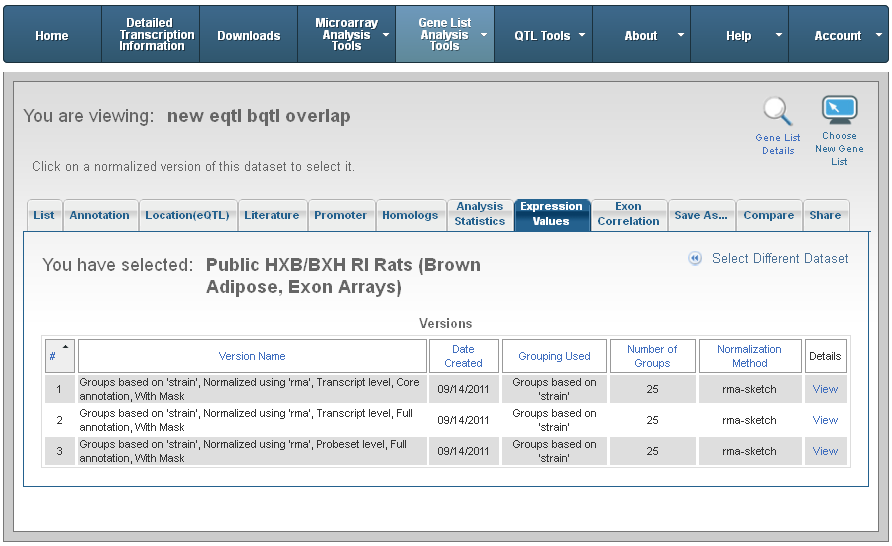 Home
Detailed
Transcription
Information
Downloads
Microarray
Analysis
Tools
Gene List
Analysis
Tools
QTL Tools
About
Help
Account
You are viewing: new eqtl bqtl overlap
Gene List
Details
Choose
New Gene
List
Click on a normalized version of this dataset to select it.
List
Annotation
Location(eQTL)
Literature
Promoter
Homologs
Analysis
Statistics
Expression
Values
Exon
Correlation
Save As...
Compare
Share
You have selected: Public HXB/BXH RI Rats (Brown
Adipose, Exon Arrays)
Select Different Dataset
Versions
#
Version Name
Date
Created
Grouping Used
Number of
Groups
Normalization
Method
Details
1
Groups based on 'strain', Normalized using 'rma', Transcript level, Core
annotation, With Mask
09/14/2011
Groups based on
'strain'
25
rma-sketch
View
2
Groups based on 'strain', Normalized using 'rma', Transcript level, Full
annotation, With Mask
09/14/2011
Groups based on
'strain'
25
rma-sketch
View
3
Groups based on 'strain', Normalized using 'rma', Probeset level, Full
annotation, With Mask
09/14/2011
Groups based on
'strain'
25
rma-sketch
View